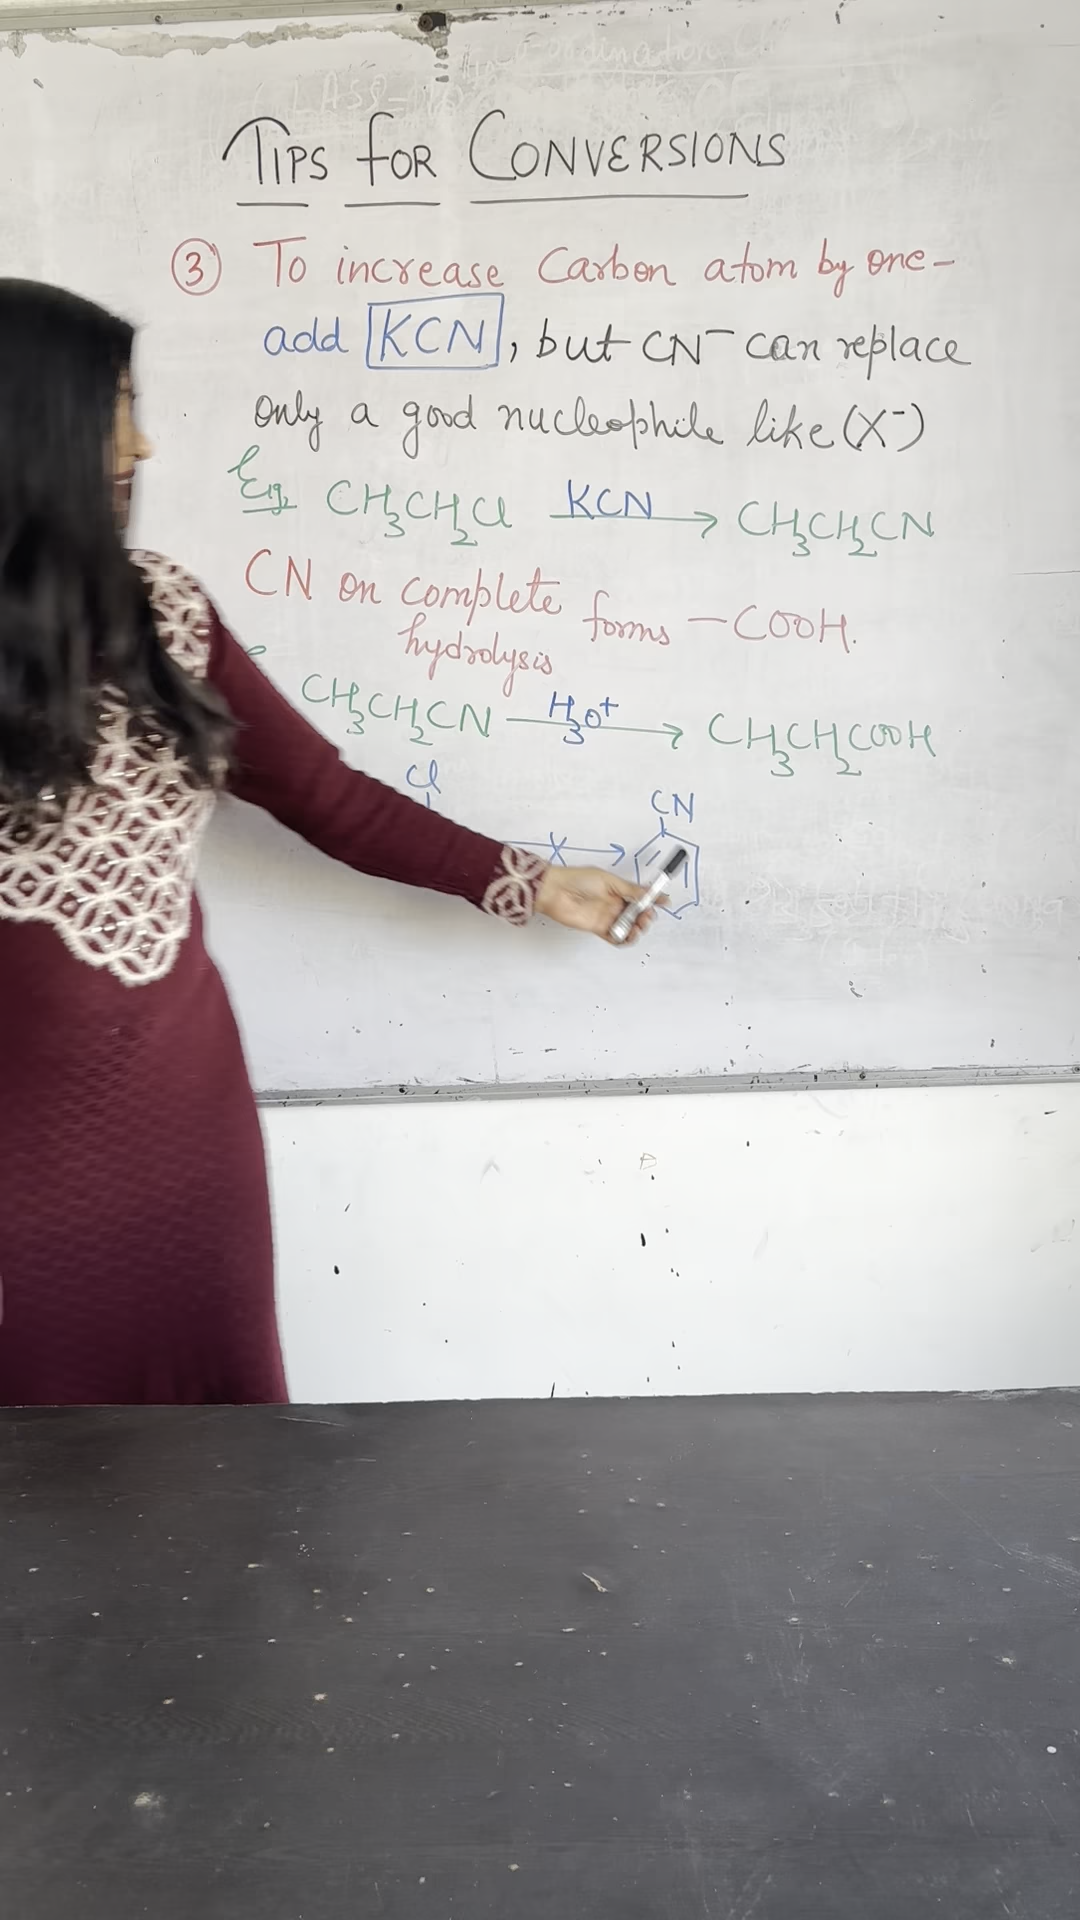 TIPS FOR CONVERSIONS
③ To increase Carbon atom by one-
add KCN, but CN⁻ can replace
only a good nucleophile like (X⁻)
Eg. CH₃CH₂Cl KCN → CH₃CH₂CN
CN on complete hydrolysis forms -COOH.
CH₃CH₂CN H₃O⁺ → CH₃CH₂COOH
Cl
CN